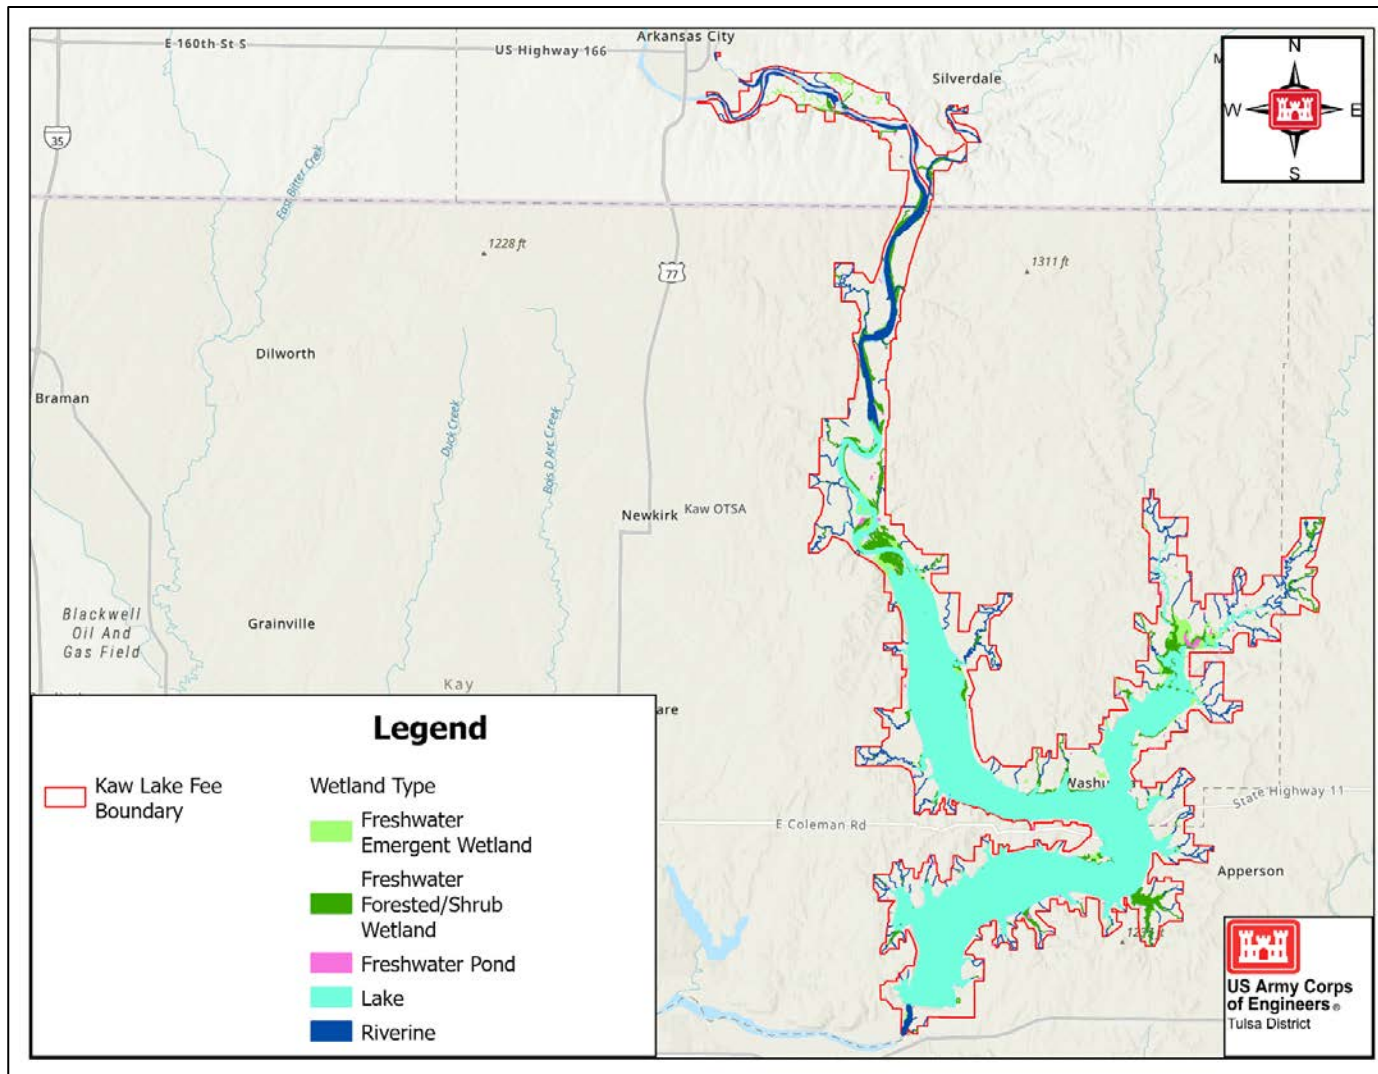 E 160th St S
US Highway 166
Arkansas City
Silverdale
N
W
E
S
35
East Bitter Creek
1228 ft
77
1311 ft
Dilworth
Braman
Duck Creek
Bois D Arc Creek
Newkirk
Kaw OTSA
Blackwell
Oil And
Gas Field
Grainville
Kay
are
Washu
State Highway 11
E Coleman Rd
Apperson
Legend
Kaw Lake Fee
Boundary
Wetland Type
Freshwater
Emergent Wetland
Freshwater
Forested/Shrub
Wetland
Freshwater Pond
Lake
Riverine
US Army Corps
of Engineers®
Tulsa District